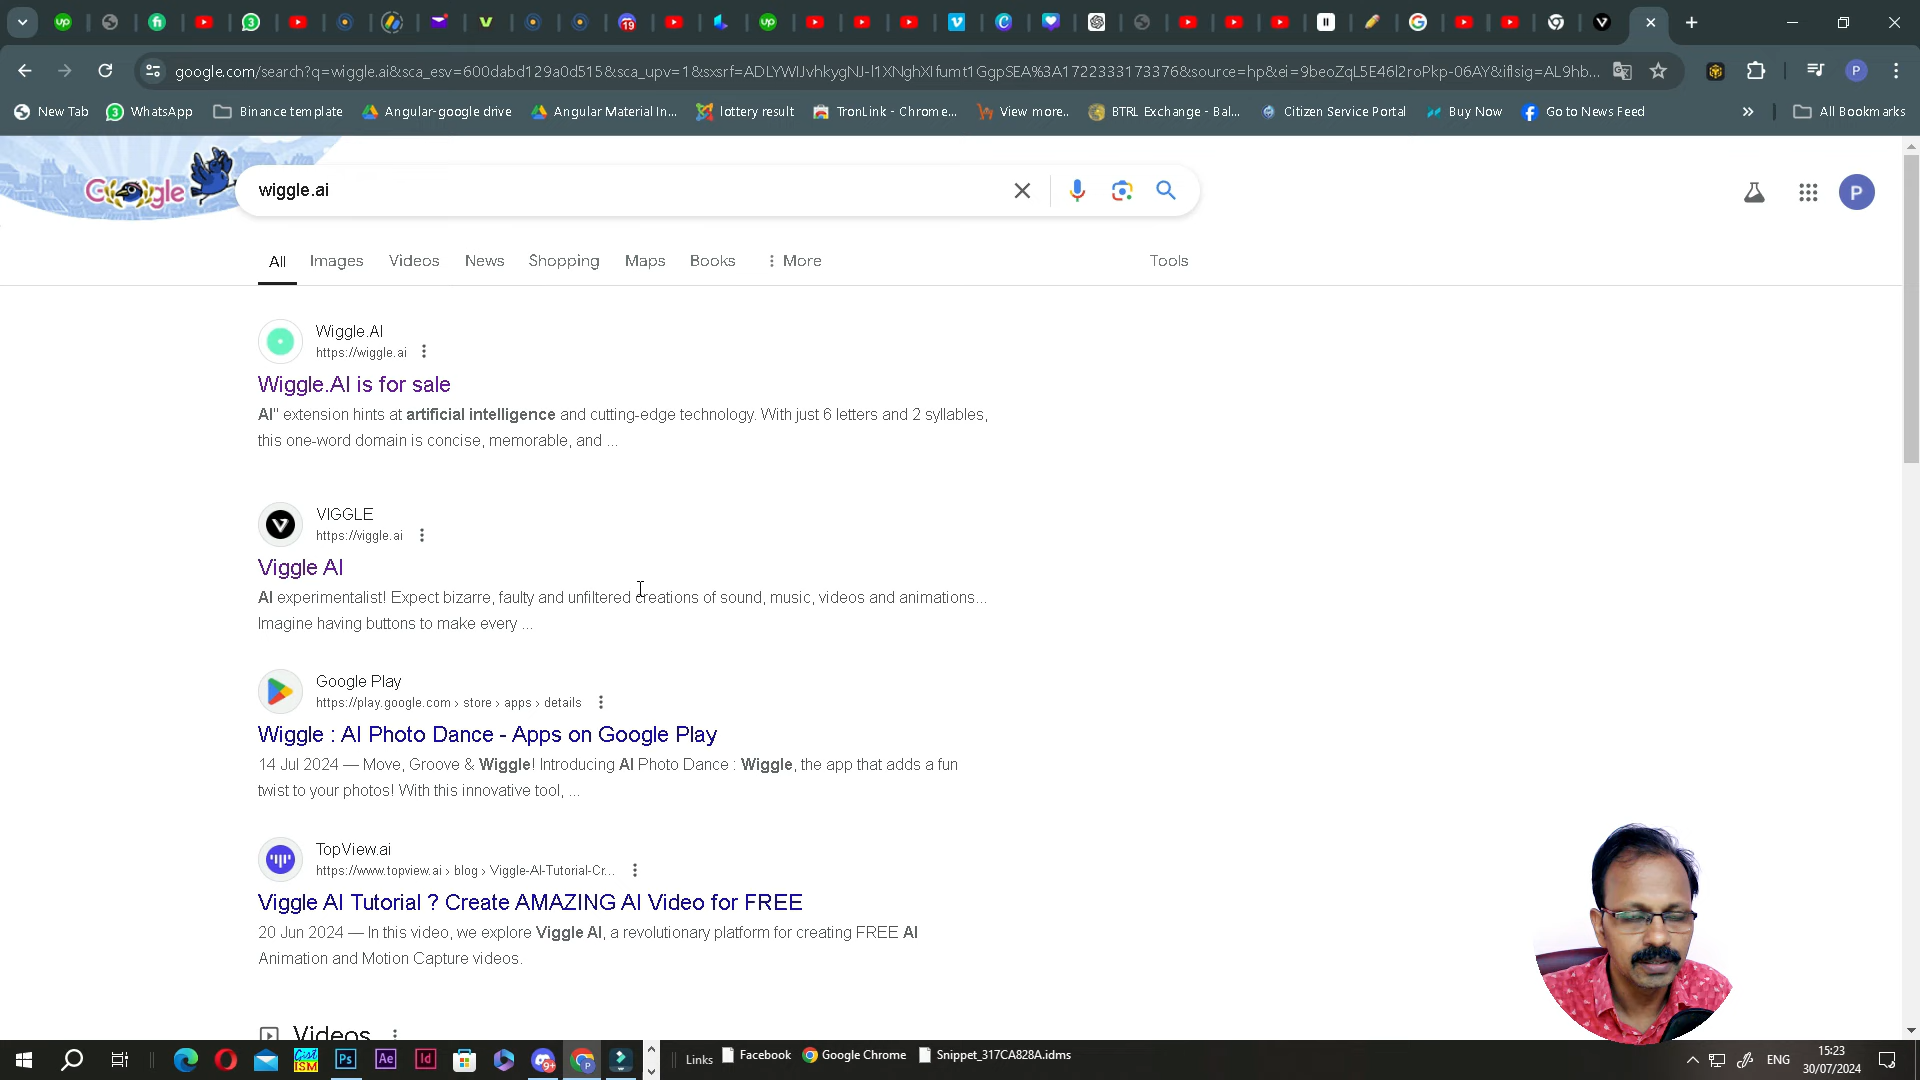 google.com/search?q=wiggle.ai&sca_esv=600dabd129a0d515&sca_upv=1&sxsrf=ADLYWIJvhkygNJ-l1XNghXIfumt1GgpSEA%3A1722333173376&source=hp&ei=9beoZqL5E46l2roPkp-06AY&iflsig=AL9hb...
P
New Tab
WhatsApp
Binance template
Angular-google drive
Angular Material In...
lottery result
TronLink - Chrome...
View more..
BTRL Exchange - Bal...
Citizen Service Portal
Buy Now
Go to News Feed
»
All Bookmarks
Google
wiggle.ai
P
All
Images
Videos
News
Shopping
Maps
Books
More
Tools
Wiggle.AI
https://wiggle.ai
Wiggle.AI is for sale
AI" extension hints at artificial intelligence and cutting-edge technology. With just 6 letters and 2 syllables,
this one-word domain is concise, memorable, and ...
VIGGLE
https://viggle.ai
Viggle AI
AI experimentalist! Expect bizarre, faulty and unfiltered creations of sound, music, videos and animations...
Imagine having buttons to make every ...
Google Play
https://play.google.com › store › apps › details
Wiggle : AI Photo Dance - Apps on Google Play
14 Jul 2024 — Move, Groove & Wiggle! Introducing AI Photo Dance : Wiggle, the app that adds a fun
twist to your photos! With this innovative tool, ...
TopView.ai
https://www.topview.ai › blog › Viggle-AI-Tutorial-Cr...
Viggle AI Tutorial ? Create AMAZING AI Video for FREE
20 Jun 2024 — In this video, we explore Viggle AI, a revolutionary platform for creating FREE AI
Animation and Motion Capture videos.
Videos
Ps
Ae
Id
9+
Links
Facebook
Google Chrome
Snippet_317CA828A.idms
ENG
15:23
30/07/2024